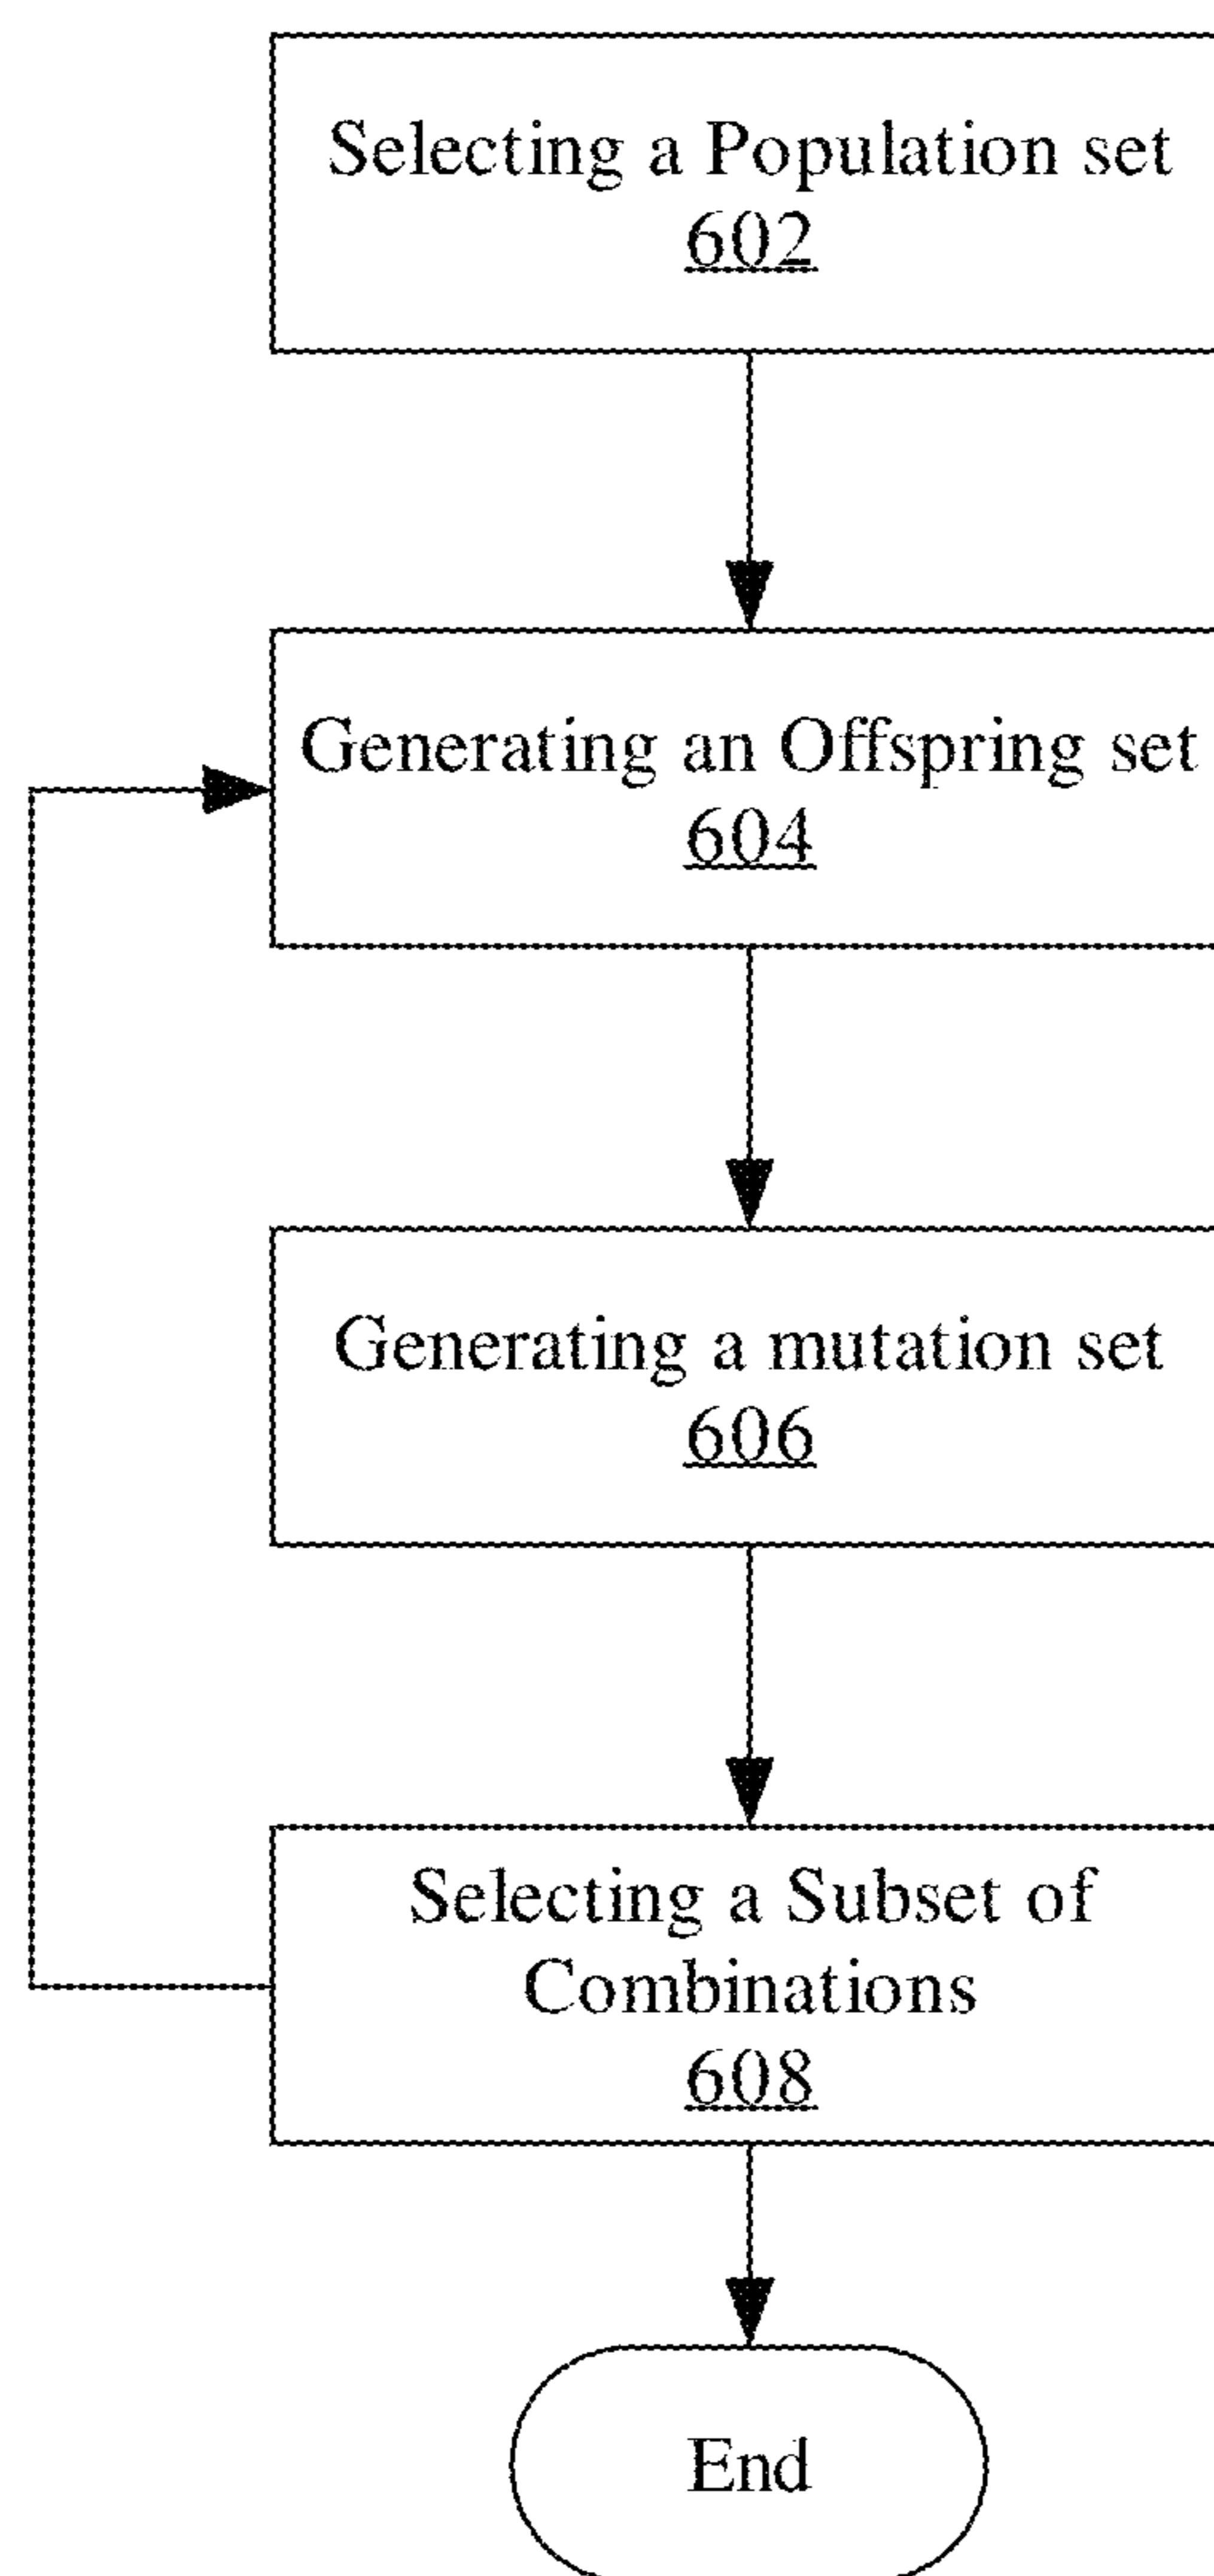 Selecting a Population set
602
Generating an Offspring set
604
Generating a mutation set
606
Selecting a Subset of
Combinations
608
End